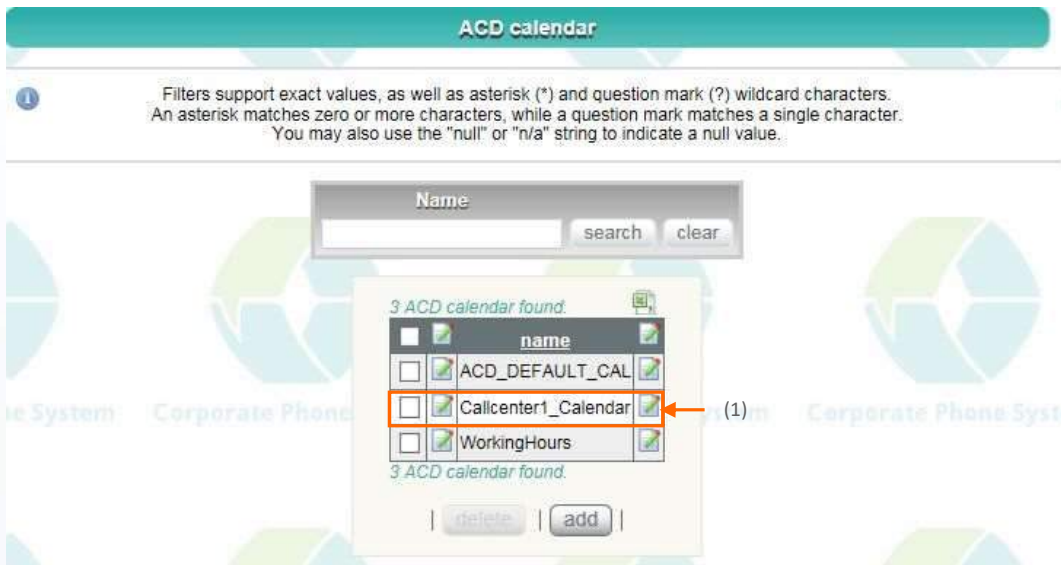 ACD calendar
Filters support exact values, as well as asterisk (*) and question mark (?) wildcard characters.
An asterisk matches zero or more characters, while a question mark matches a single character.
You may also use the "null" or "n/a" string to indicate a null value.
Name
search clear
3 ACD calendar found.
name
ACD_DEFAULT_CAL
Callcenter1_Calendar
(1)
e System Corporate Phone stem Corporate Phone Syst
WorkingHours
3 ACD calendar found.
| delete | add |